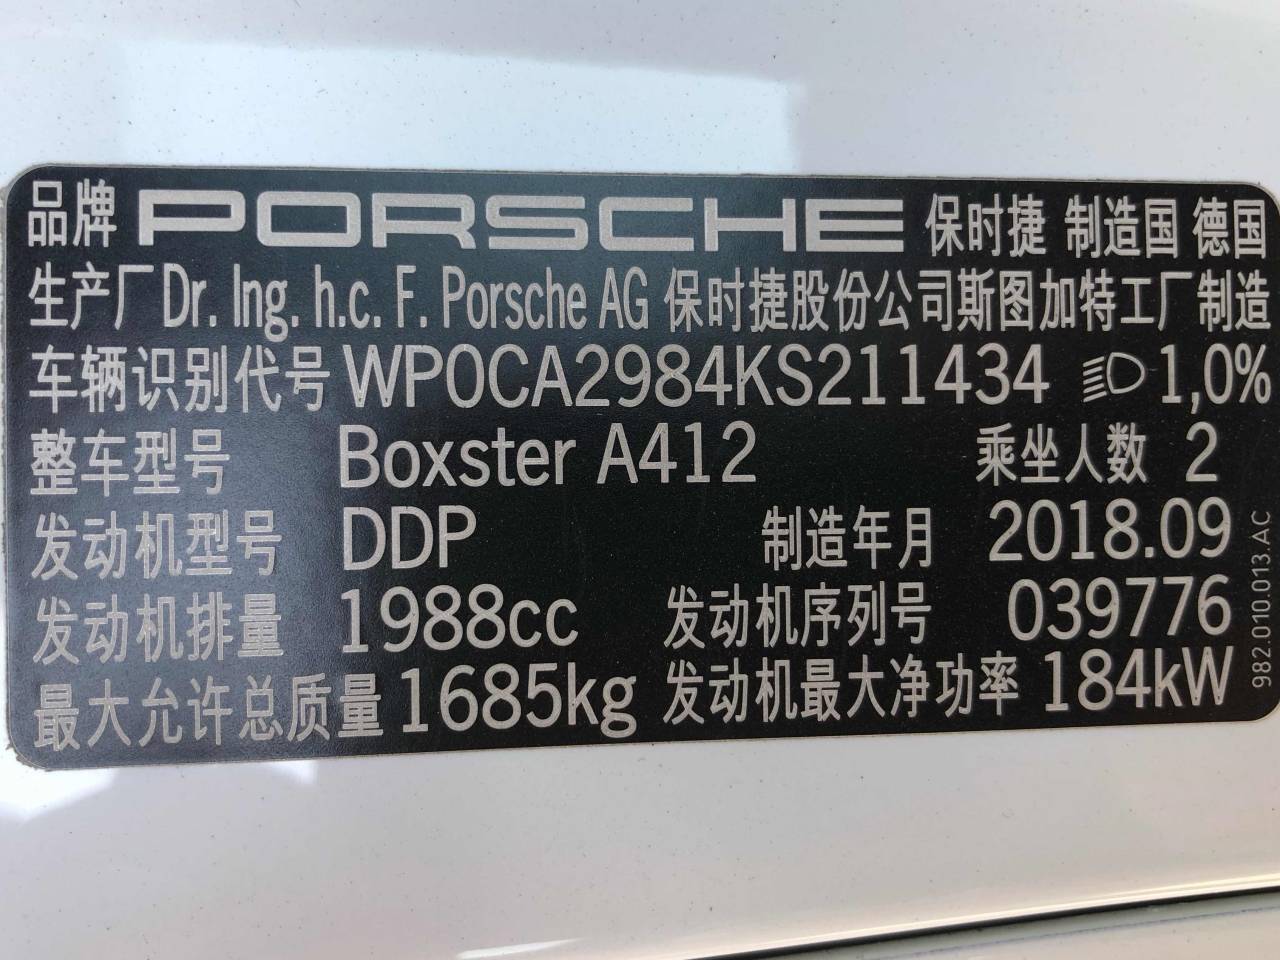 品牌 PORSCHE 保时捷 制造国 德国
生产厂 Dr. Ing. h.c. F. Porsche AG 保时捷股份公司斯图加特工厂制造
车辆识别代号 WP0CA2984KS211434 1,0%
整车型号 Boxster A412 乘坐人数 2
发动机型号 DDP 制造年月 2018.09
发动机排量 1988cc 发动机序列号 039776
最大允许总质量 1685kg 发动机最大净功率 184kW
982.010.013.AC